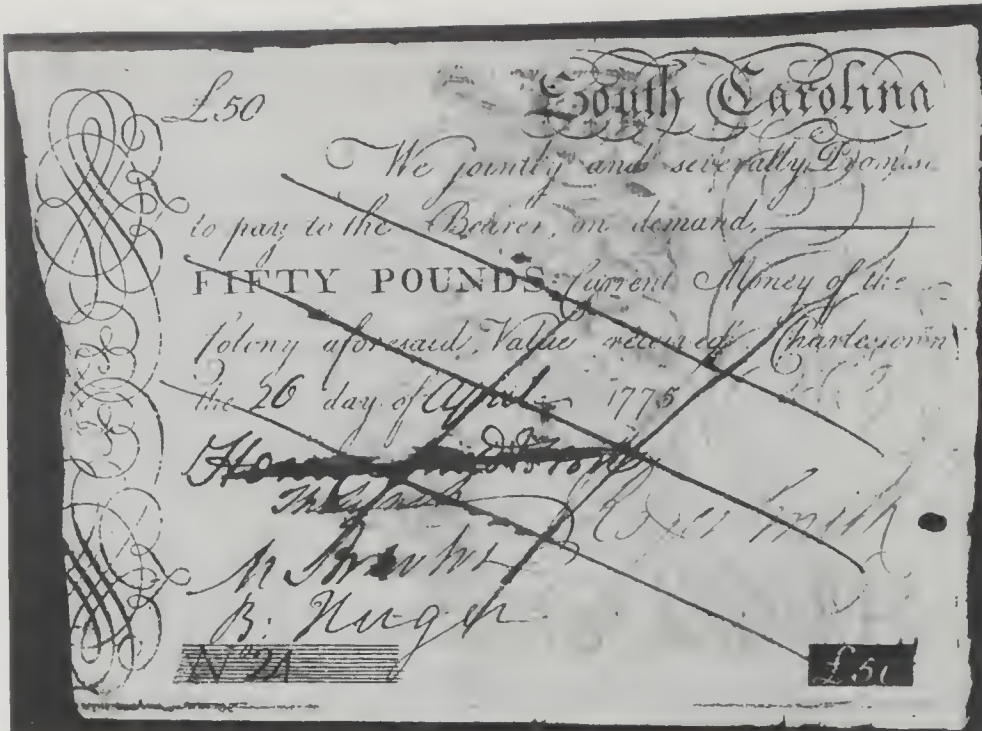 £50
South Carolina
We jointly and severally Promise
to pay to the Bearer, on demand,
FIFTY POUNDS Current Money of the
Colony aforesaid, Value received Charlestown
the 26 day of April 1775
Roger Smith
B: Huger
No 21
£50